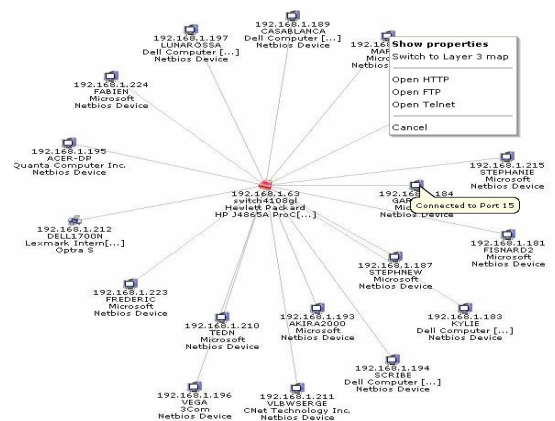 192.168.1.189
CASABLANCA
Dell Computer [...]
Netbios Device
192.168.1.197
LUNAROSSA
Dell Computer [...]
Netbios Device
Show properties
Switch to Layer 3 map
Open HTTP
Open FTP
Open Telnet
Cancel
192.168.1.224
FABIEN
Microsoft
Netbios Device
192.168.1.195
ACER-DP
Quanta Computer Inc.
Netbios Device
192.168.1.215
STEPHANIE
Microsoft
Netbios Device
192.168.1.63
switch4108gl
Hewlett Packard
HP J4865A ProC[...]
Connected to Port 15
192.168.1.212
DELL1700N
Lexmark Intern[...]
Optra S
192.168.1.181
FISNARD2
Microsoft
Netbios Device
192.168.1.187
STEPHNEW
Microsoft
Netbios Device
192.168.1.223
FREDERIC
Microsoft
Netbios Device
192.168.1.210
TEDN
Microsoft
Netbios Device
192.168.1.193
AKIRA2000
Microsoft
Netbios Device
192.168.1.183
KYLIE
Dell Computer [...]
Netbios Device
192.168.1.194
SCRIBE
Dell Computer [...]
Netbios Device
192.168.1.196
VEGA
3Com
Netbios Device
192.168.1.211
VLBWSERGE
CNet Technology Inc.
Netbios Device